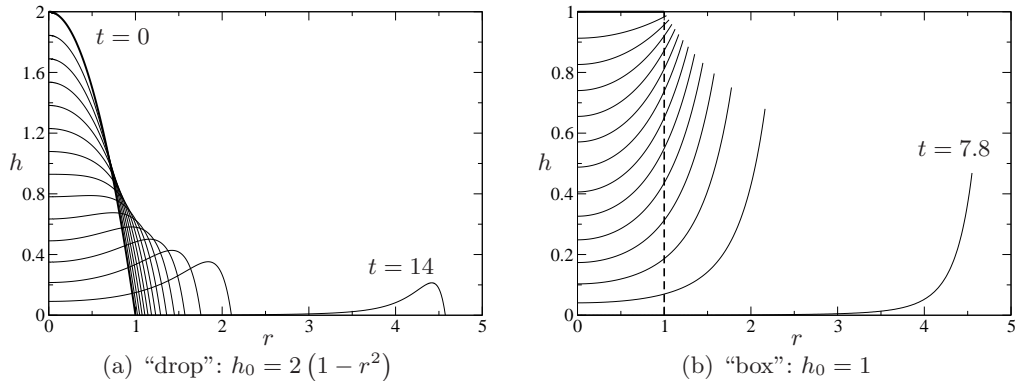 2
1.6
1.2
h
0.8
0.4
0
0 1 2 3 4 5
r
t = 0
t = 14
(a) “drop”: h₀ = 2 (1 − r²)
1
0.8
0.6
h
0.4
0.2
0
0 1 2 3 4 5
r
t = 7.8
(b) “box”: h₀ = 1